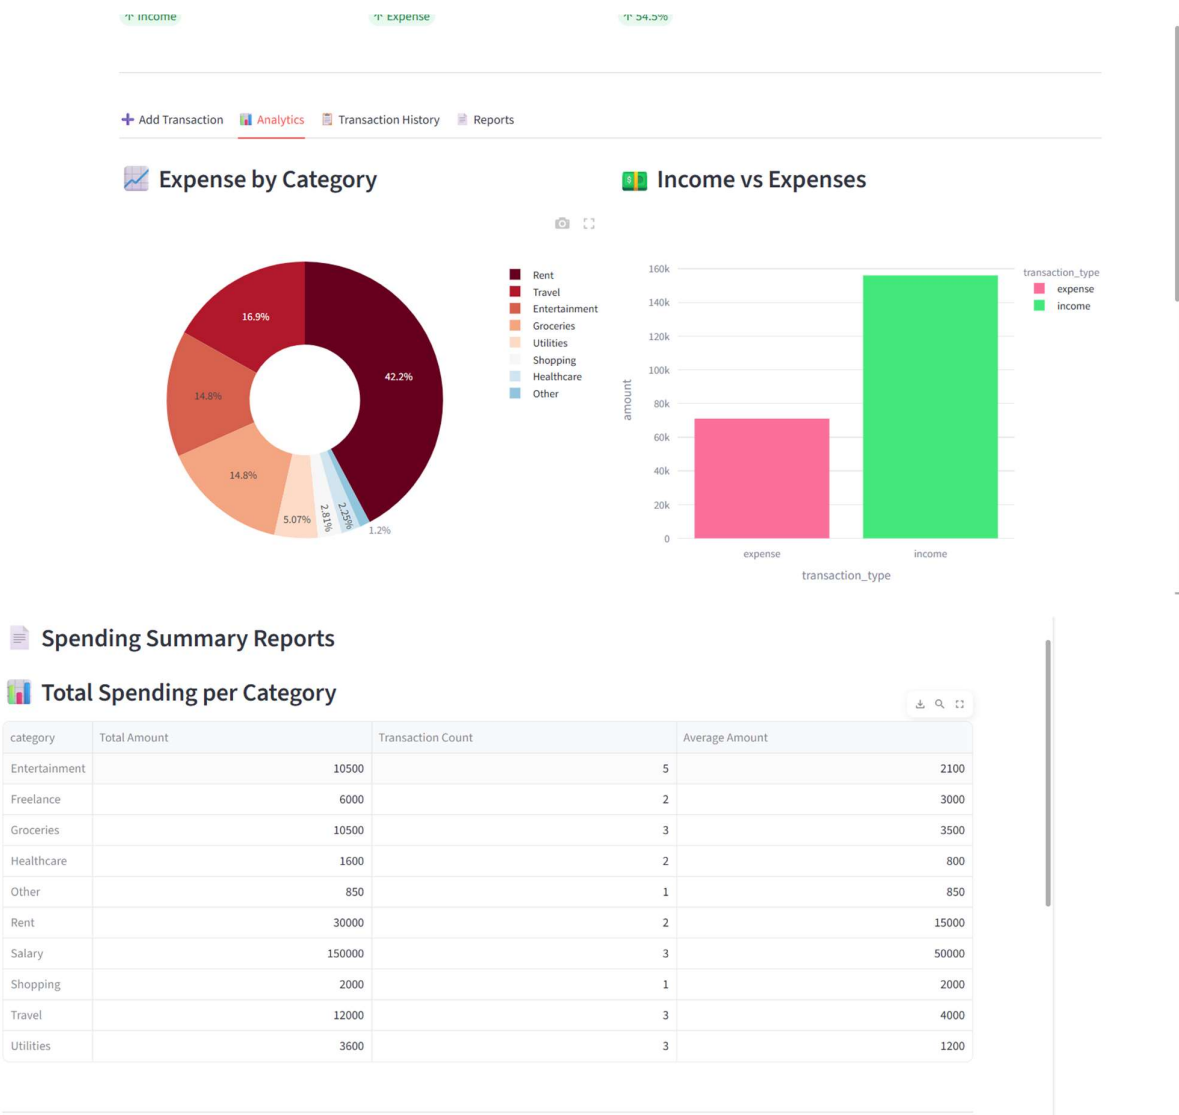 ↑ Income ↑ Expense ↑ 54.5%
Add Transaction Analytics Transaction History Reports
Expense by Category
Rent
Travel
Entertainment
Groceries
Utilities
Shopping
Healthcare
Other
42.2%
16.9%
14.8%
14.8%
5.07%
2.81%
2.25%
1.2%
Income vs Expenses
160k
140k
120k
100k
80k
60k
40k
20k
0
amount
expense income
transaction_type
transaction_type
expense
income
Spending Summary Reports
Total Spending per Category
category Total Amount Transaction Count Average Amount
Entertainment 10500 5 2100
Freelance 6000 2 3000
Groceries 10500 3 3500
Healthcare 1600 2 800
Other 850 1 850
Rent 30000 2 15000
Salary 150000 3 50000
Shopping 2000 1 2000
Travel 12000 3 4000
Utilities 3600 3 1200